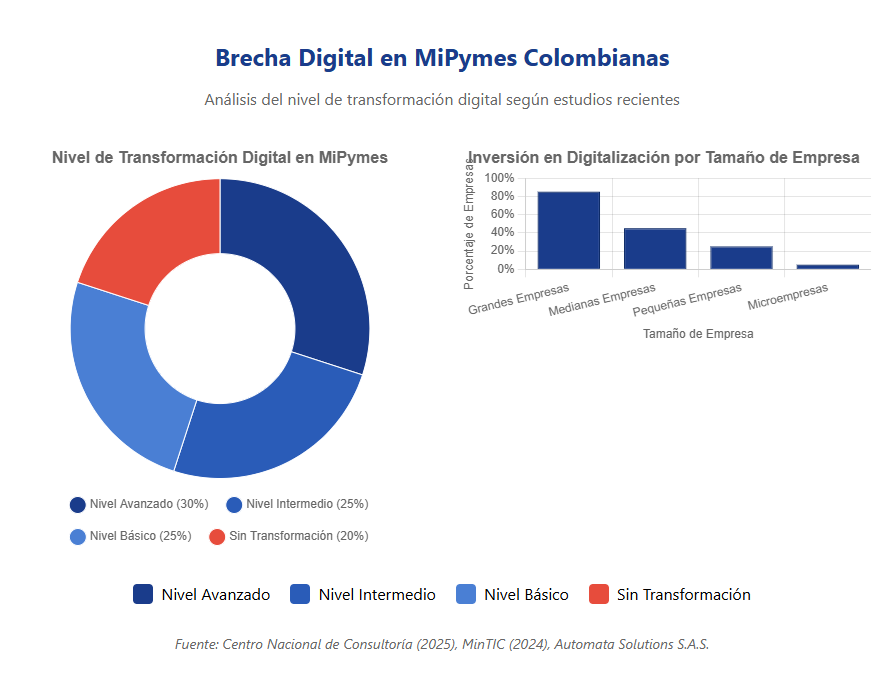 Brecha Digital en MiPymes Colombianas
Análisis del nivel de transformación digital según estudios recientes
Nivel de Transformación Digital en MiPymes
Nivel Avanzado (30%)
Nivel Intermedio (25%)
Nivel Básico (25%)
Sin Transformación (20%)
Inversión en Digitalización por Tamaño de Empresa
Porcentaje de Empresas
100%
80%
60%
40%
20%
0%
Grandes Empresas
Medianas Empresas
Pequeñas Empresas
Microempresas
Tamaño de Empresa
Nivel Avanzado
Nivel Intermedio
Nivel Básico
Sin Transformación
Fuente: Centro Nacional de Consultoría (2025), MinTIC (2024), Automata Solutions S.A.S.